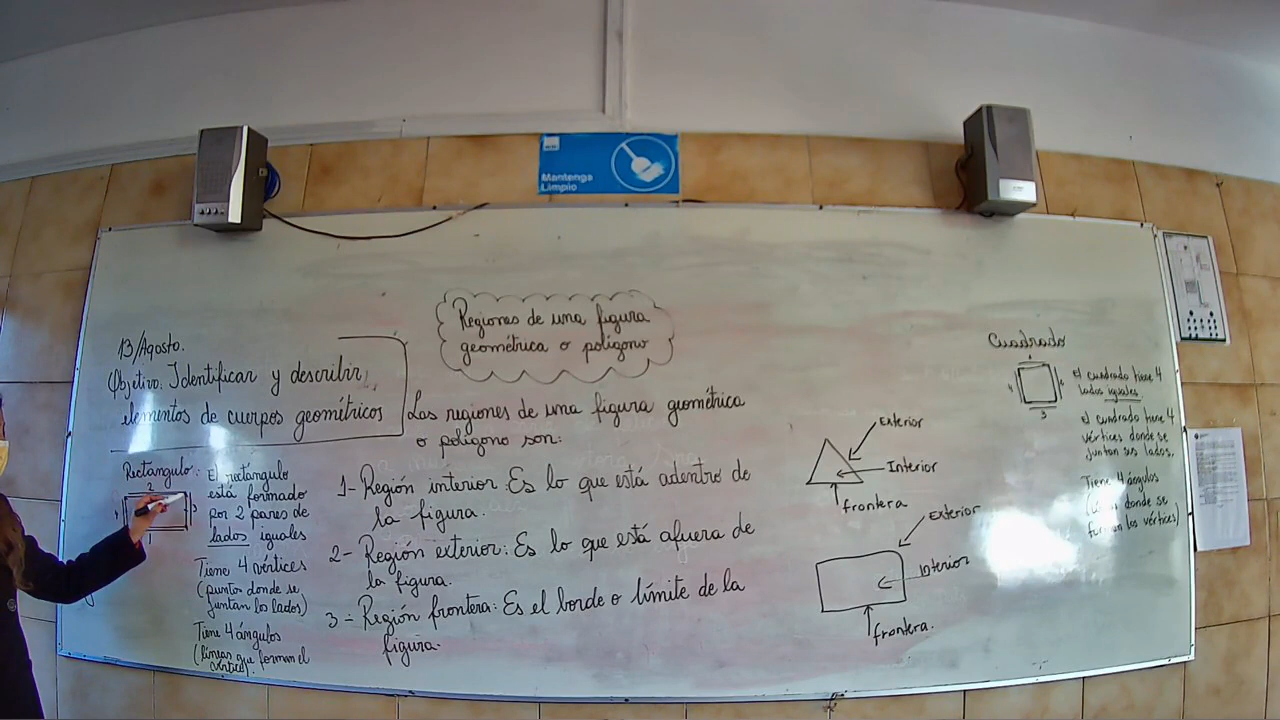 Mantenga
Limpio
Regiones de una figura
geométrica o polígono
13/Agosto.
Objetivo: Identificar y describir
elementos de cuerpos geométricos
Las regiones de una figura geométrica
o polígono son:
1- Región interior: Es lo que está adentro de
la figura.
2- Región exterior: Es lo que está afuera de
la figura.
3- Región frontera: Es el borde o límite de la
figura.
Rectángulo:
2
3
1
El rectángulo
está formado
por 2 pares de
lados iguales
Tiene 4 vértices
(punto donde se
juntan los lados)
Tiene 4 ángulos
(líneas que forman el
vértice).
Exterior
Interior
frontera
Exterior
Interior
frontera.
Cuadrado
3
El cuadrado tiene 4
lados iguales
el cuadrado tiene 4
vértices donde se
juntan sus lados,
Tiene 4 ángulos
donde se
los vértices)